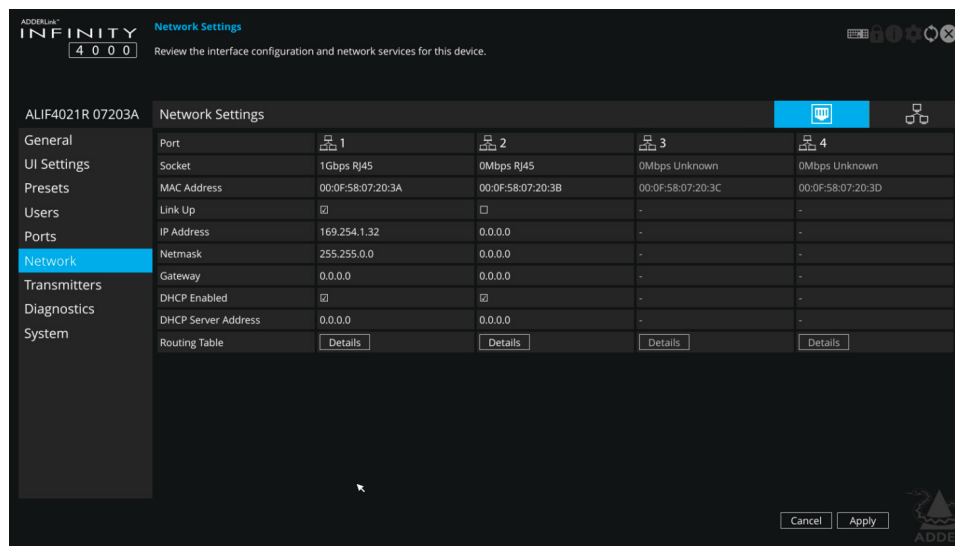 ADDERLink™
INFINITY
4000
Network Settings
Review the interface configuration and network services for this device.
ALIF4021R 07203A
Network Settings
General
UI Settings
Presets
Users
Ports
Network
Transmitters
Diagnostics
System
Port 1 2 3 4
Socket 1Gbps RJ45 0Mbps RJ45 0Mbps Unknown 0Mbps Unknown
MAC Address 00:0F:58:07:20:3A 00:0F:58:07:20:3B 00:0F:58:07:20:3C 00:0F:58:07:20:3D
Link Up ☑ ☐ - -
IP Address 169.254.1.32 0.0.0.0 - -
Netmask 255.255.0.0 0.0.0.0 - -
Gateway 0.0.0.0 0.0.0.0 - -
DHCP Enabled ☑ ☑ - -
DHCP Server Address 0.0.0.0 0.0.0.0 - -
Routing Table Details Details Details Details
Cancel Apply
ADDE